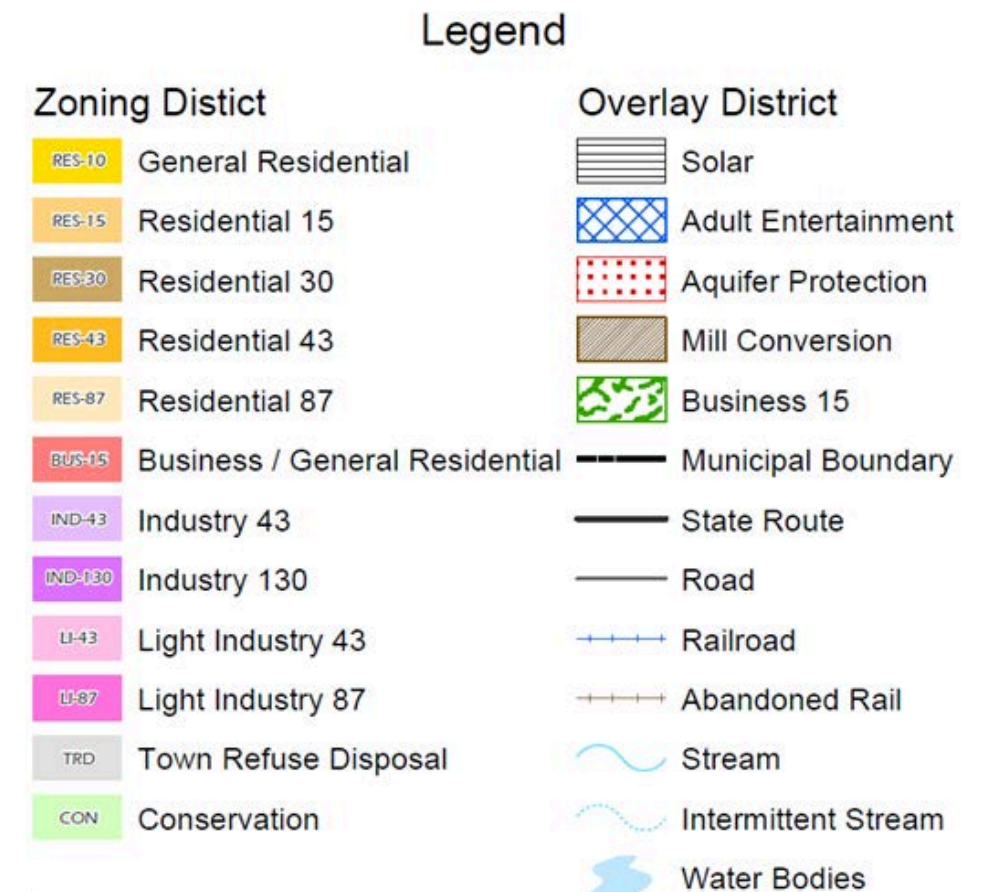 Legend
Zoning Distict
RES-10 General Residential
RES-15 Residential 15
RES-30 Residential 30
RES-43 Residential 43
RES-87 Residential 87
BUS-15 Business / General Residential
IND-43 Industry 43
IND-130 Industry 130
LI-43 Light Industry 43
LI-87 Light Industry 87
TRD Town Refuse Disposal
CON Conservation
Overlay District
Solar
Adult Entertainment
Aquifer Protection
Mill Conversion
Business 15
Municipal Boundary
State Route
Road
Railroad
Abandoned Rail
Stream
Intermittent Stream
Water Bodies